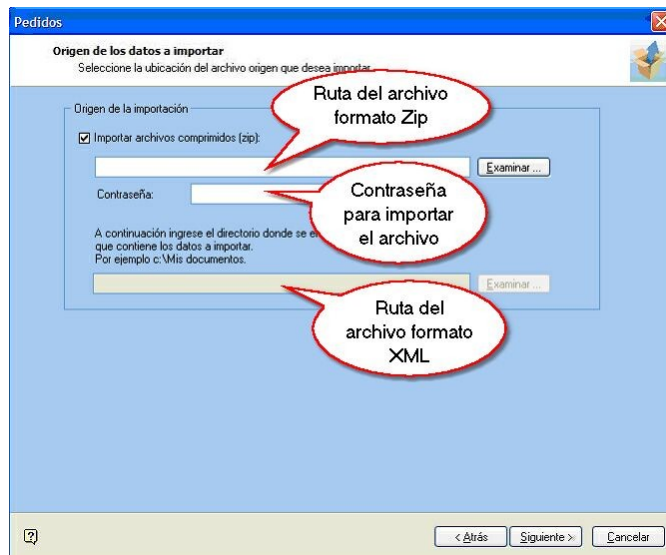 Pedidos
Origen de los datos a importar
Seleccione la ubicación del archivo origen que desea importar
Origen de la importación
Ruta del archivo
formato Zip
Importar archivos comprimidos (zip):
Examinar ...
Contraseña:
Contraseña
para importar
el archivo
A continuación ingrese el directorio donde se
que contiene los datos a importar.
Por ejemplo c:\Mis documentos.
Examinar ...
Ruta del
archivo formato
XML
?
< Atrás
Siguiente >
Cancelar